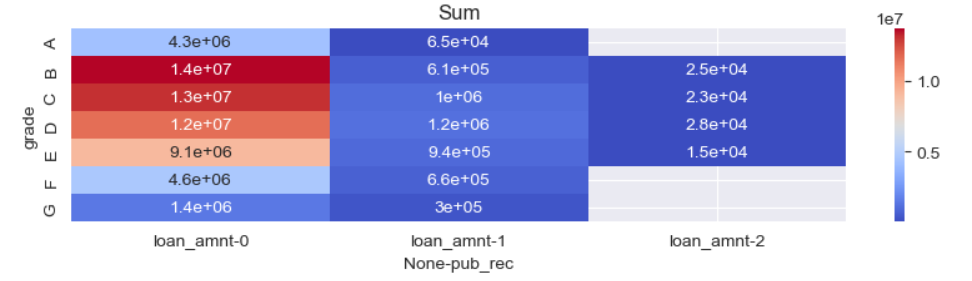 Sum
1e7
A 4.3e+06 6.5e+04
B 1.4e+07 6.1e+05 2.5e+04
C 1.3e+07 1e+06 2.3e+04
D 1.2e+07 1.2e+06 2.8e+04
E 9.1e+06 9.4e+05 1.5e+04
F 4.6e+06 6.6e+05
G 1.4e+06 3e+05
grade
1.0
0.5
loan_amnt-0 loan_amnt-1 loan_amnt-2
None-pub_rec